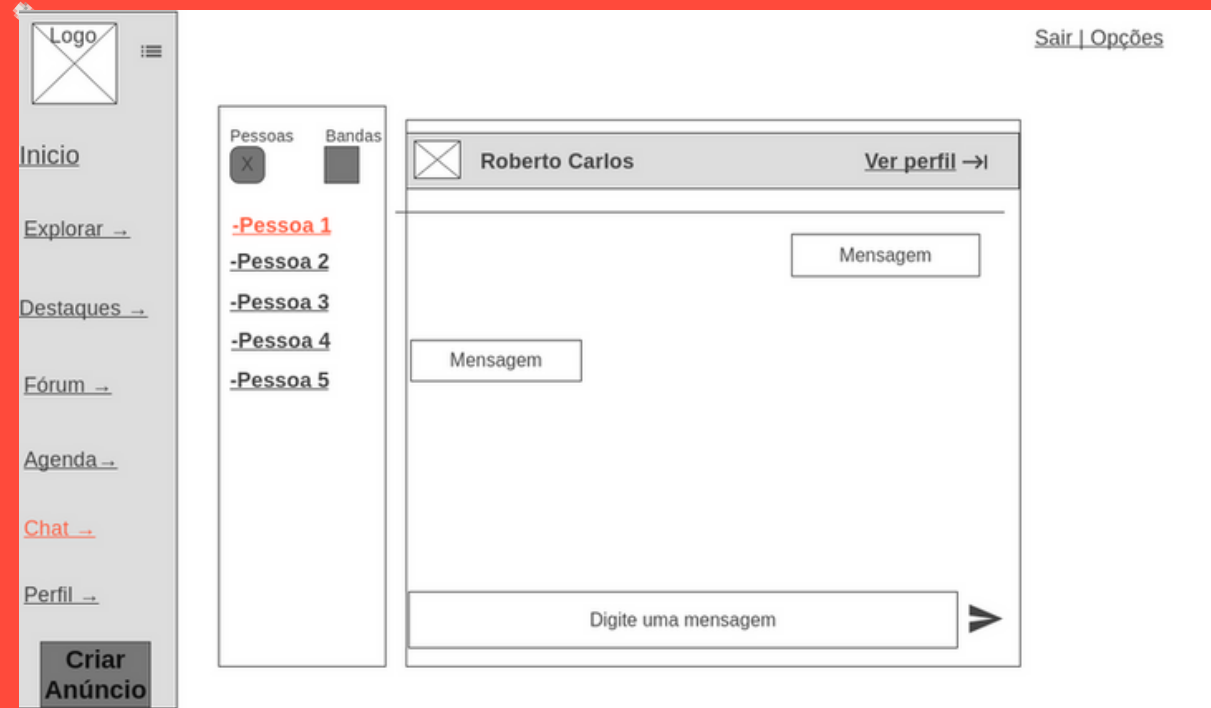 Logo
Inicio
Explorar →
Destaques →
Fórum →
Agenda→
Chat →
Perfil →
Criar
Anúncio
Sair | Opções
Pessoas Bandas
X
-Pessoa 1
-Pessoa 2
-Pessoa 3
-Pessoa 4
-Pessoa 5
Roberto Carlos Ver perfil
Mensagem
Mensagem
Digite uma mensagem